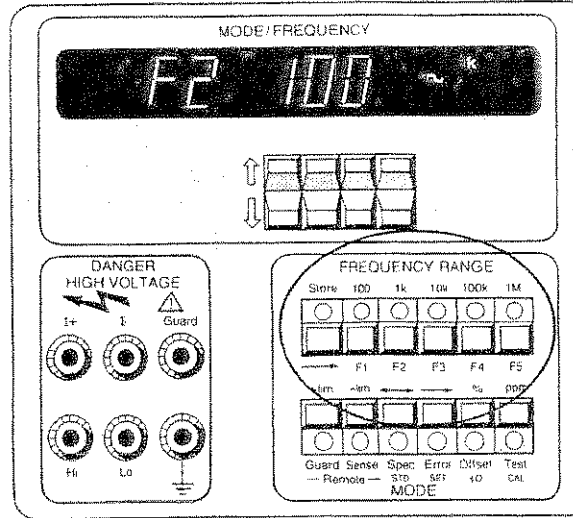 MODE/FREQUENCY
F2 100 ~ k
DANGER
HIGH VOLTAGE
I+ I- Guard
Hi Lo
FREQUENCY RANGE
Store 100 1k 10k 100k 1M
F1 F2 F3 F4 F5
% ppm
Guard Sense Spec Error Offset Test
Remote STD SET ±0 CAL
MODE